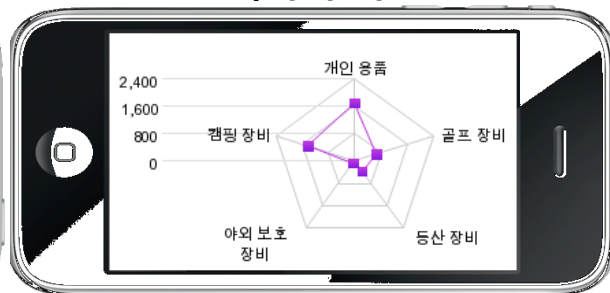 개인 용품
2,400
1,600
800
0
캠핑 장비
골프 장비
야외 보호
장비
등산 장비